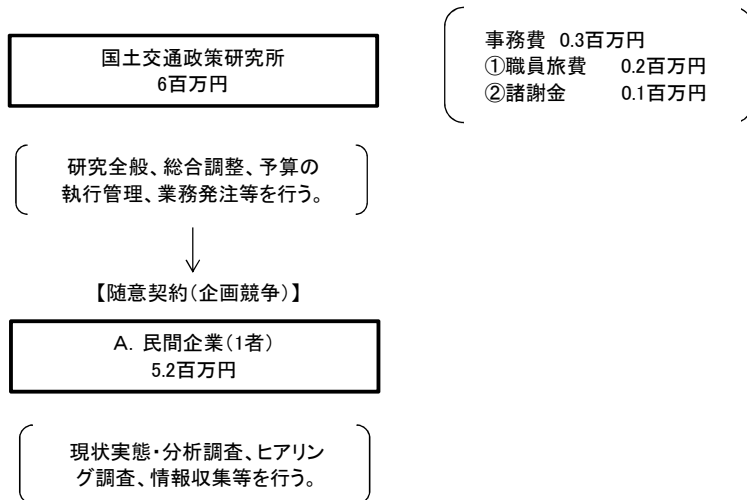 国土交通政策研究所
6百万円
事務費 0.3百万円
①職員旅費 0.2百万円
②諸謝金 0.1百万円
研究全般、総合調整、予算の
執行管理、業務発注等を行う。
【随意契約(企画競争)】
A. 民間企業(1者)
5.2百万円
現状実態・分析調査、ヒアリン
グ調査、情報収集等を行う。